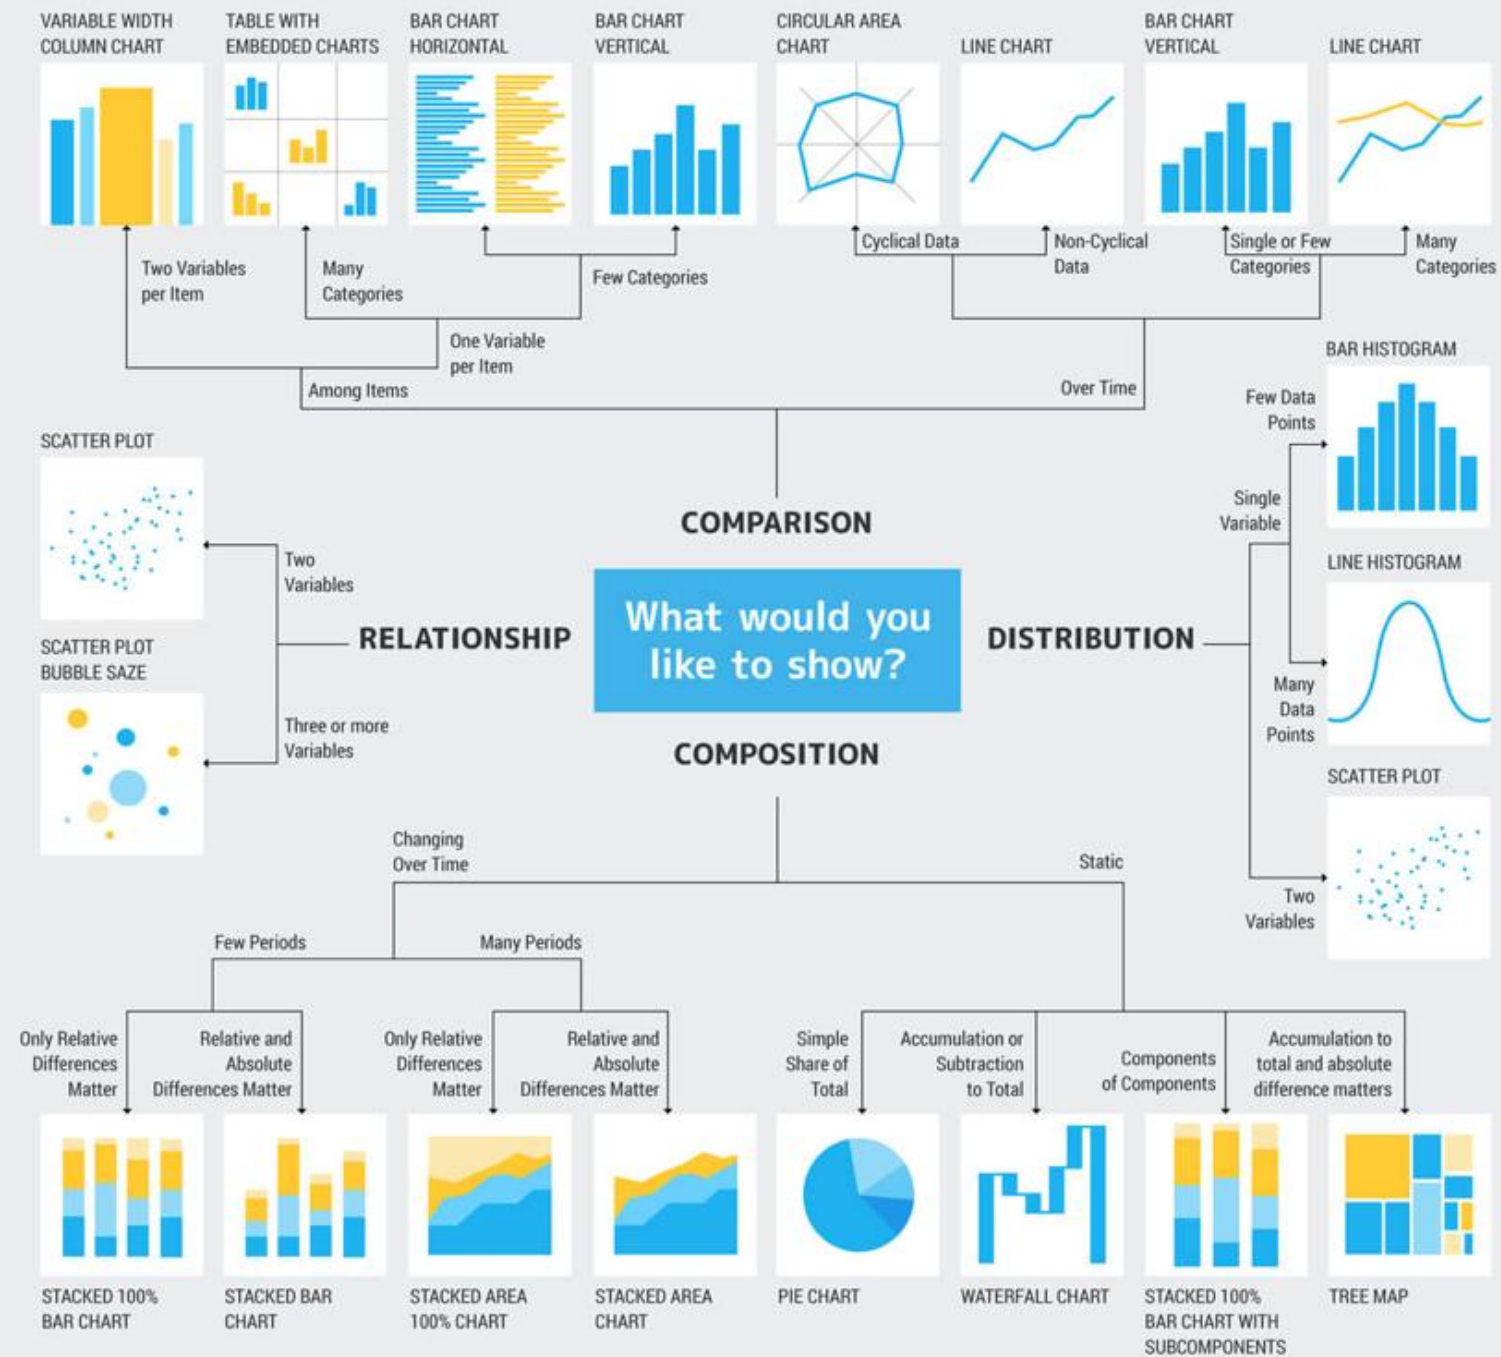 VARIABLE WIDTH
COLUMN CHART
TABLE WITH
EMBEDDED CHARTS
BAR CHART
HORIZONTAL
BAR CHART
VERTICAL
CIRCULAR AREA
CHART
LINE CHART
BAR CHART
VERTICAL
LINE CHART
Two Variables
per Item
Many
Categories
Few Categories
Cyclical Data
Non-Cyclical
Data
Single or Few
Categories
Many
Categories
One Variable
per Item
Among Items
Over Time
COMPARISON
What would you
like to show?
RELATIONSHIP
SCATTER PLOT
Two
Variables
SCATTER PLOT
BUBBLE SAZE
Three or more
Variables
DISTRIBUTION
Single
Variable
BAR HISTOGRAM
Few Data
Points
LINE HISTOGRAM
Many
Data
Points
SCATTER PLOT
Two
Variables
COMPOSITION
Changing
Over Time
Static
Few Periods
Many Periods
Only Relative
Differences
Matter
Relative and
Absolute
Differences Matter
Only Relative
Differences
Matter
Relative and
Absolute
Differences Matter
Simple
Share of
Total
Accumulation or
Subtraction
to Total
Components
of Components
Accumulation to
total and absolute
difference matters
STACKED 100%
BAR CHART
STACKED BAR
CHART
STACKED AREA
100% CHART
STACKED AREA
CHART
PIE CHART
WATERFALL CHART
STACKED 100%
BAR CHART WITH
SUBCOMPONENTS
TREE MAP